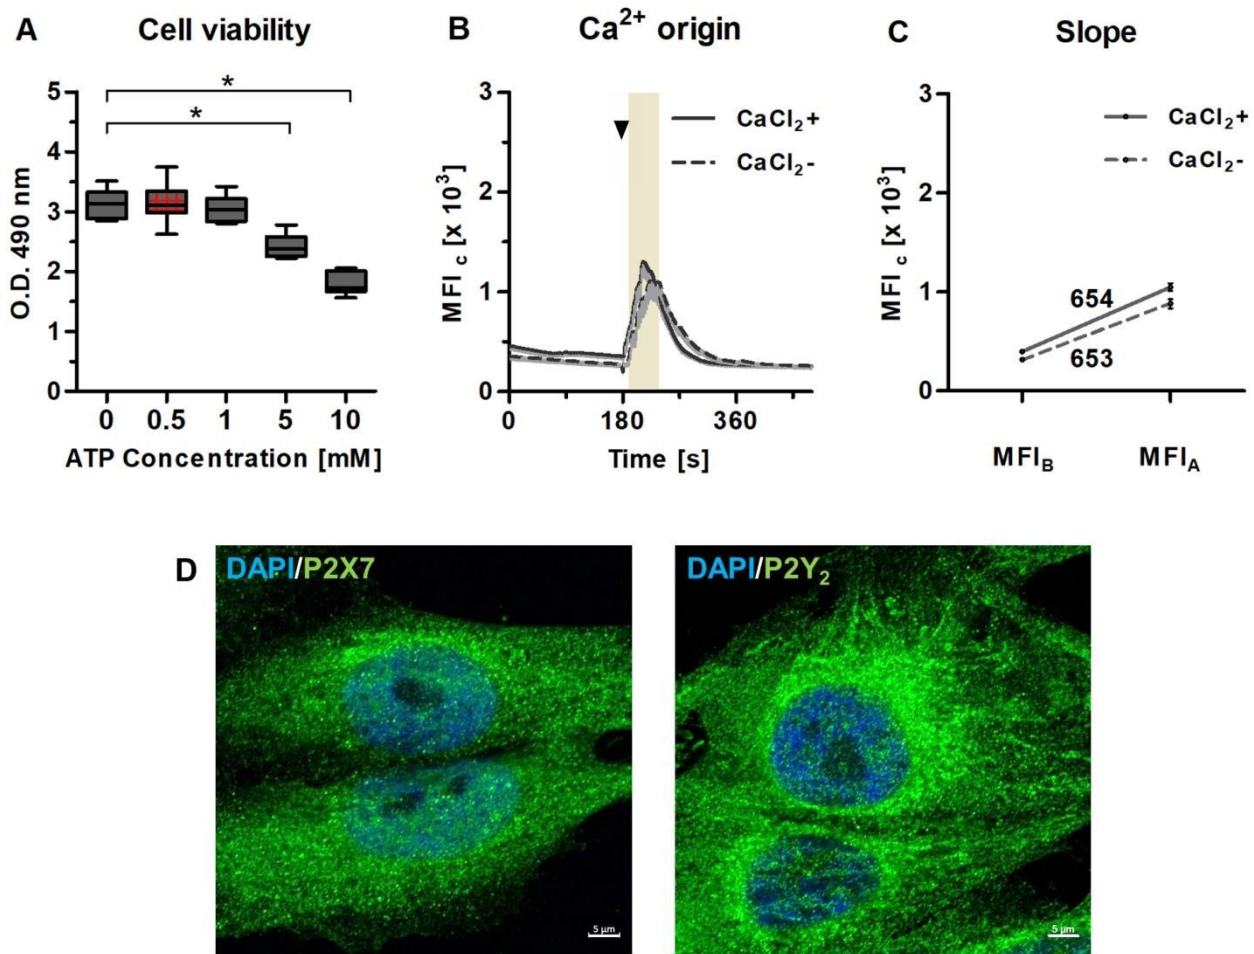 A Cell viability
5
4
3
2
1
0
O.D. 490 nm
*
*
0 0.5 1 5 10
ATP Concentration [mM]
B Ca²⁺ origin
3
2
1
0
MFI c [x 10³]
CaCl₂+
CaCl₂-
0 180 360
Time [s]
C Slope
3
2
1
0
MFI c [x 10³]
CaCl₂+
CaCl₂-
654
653
MFI_B MFI_A
D DAPI/P2X7
5 µm
DAPI/P2Y₂
5 µm